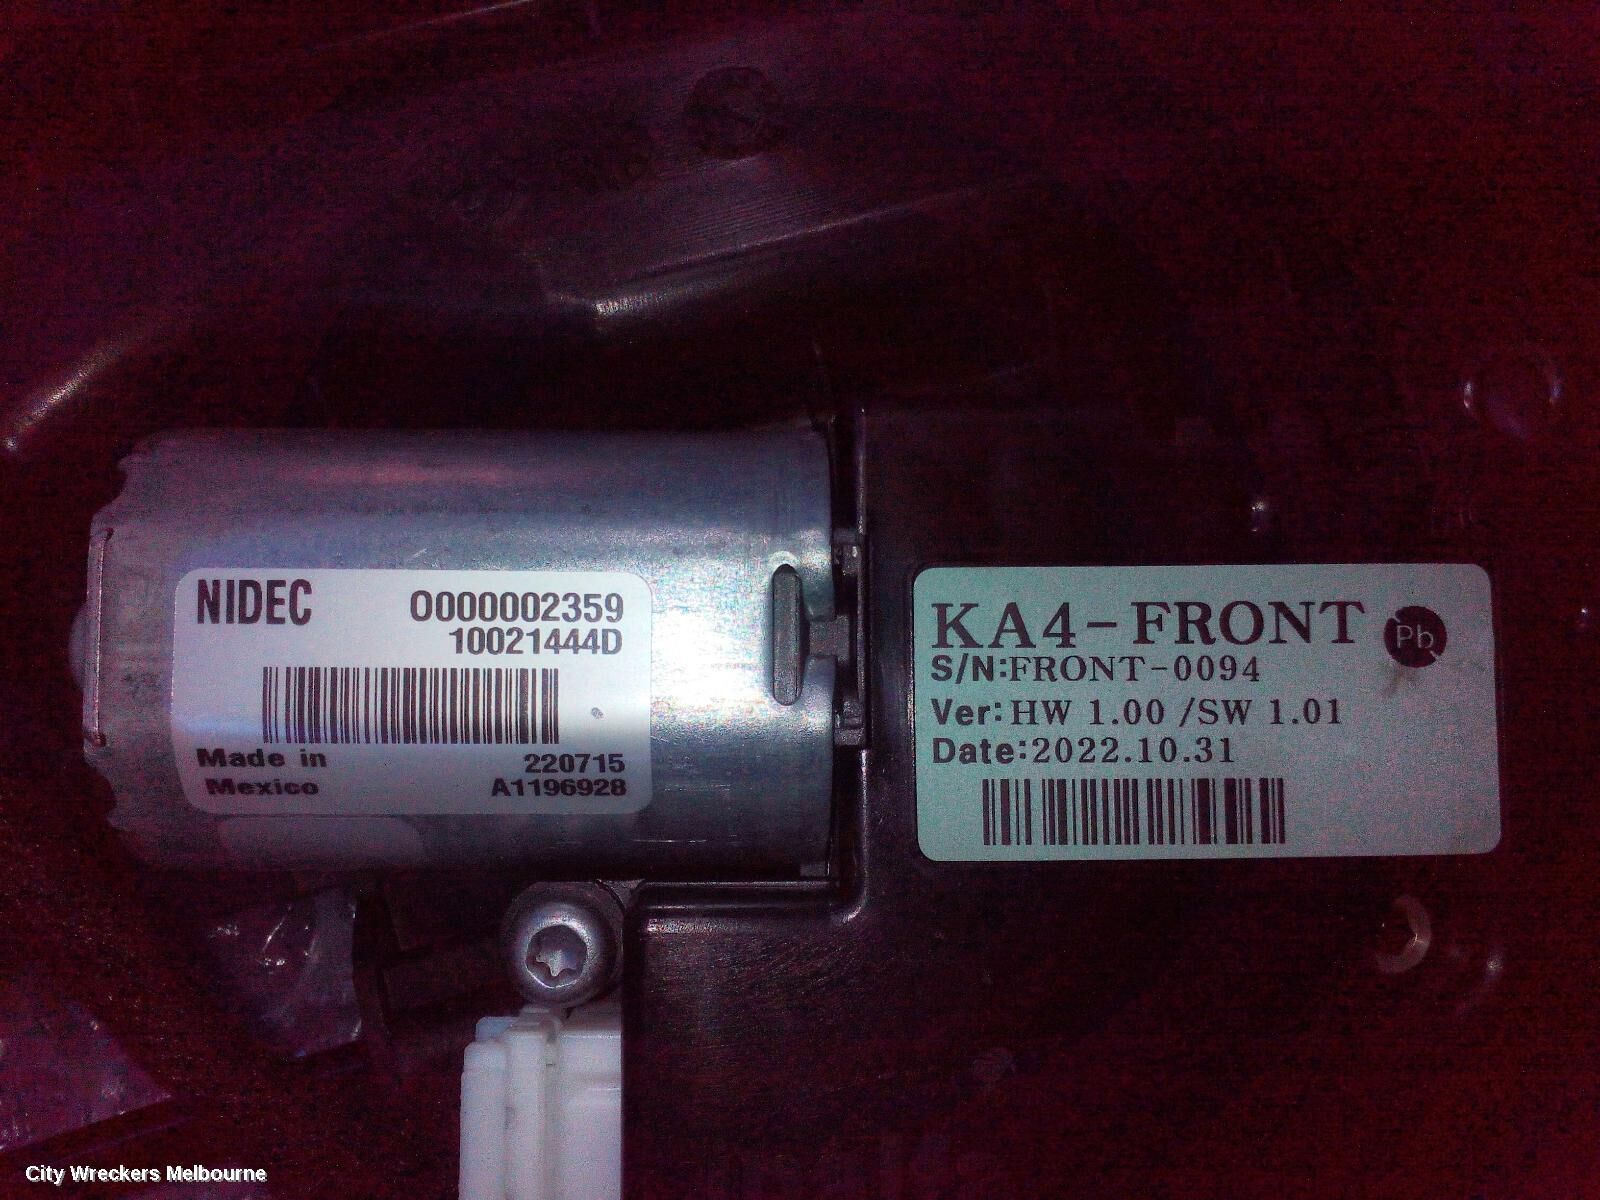 NIDEC
O000002359
10021444D
Made in
Mexico
220715
A1196928
KA4-FRONT
Pb
S/N:FRONT-0094
Ver: HW 1.00 /SW 1.01
Date:2022.10.31
City Wreckers Melbourne